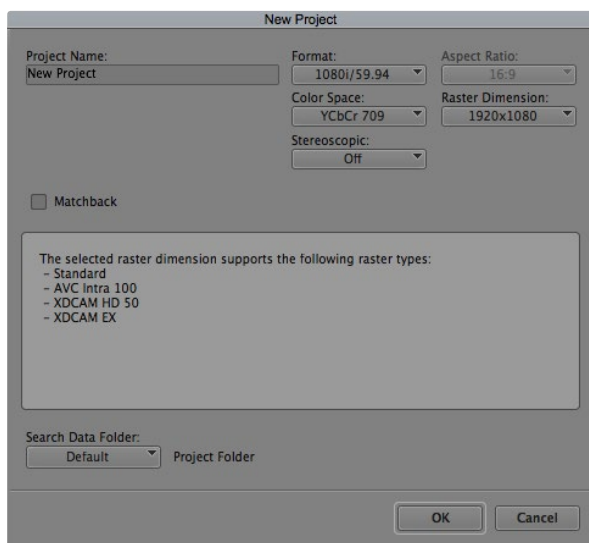 New Project
Project Name:
New Project
Format:
1080i/59.94
Aspect Ratio:
16:9
Color Space:
YCbCr 709
Raster Dimension:
1920x1080
Stereoscopic:
Off
Matchback
The selected raster dimension supports the following raster types:
– Standard
– AVC Intra 100
– XDCAM HD 50
– XDCAM EX
Search Data Folder:
Default
Project Folder
OK
Cancel